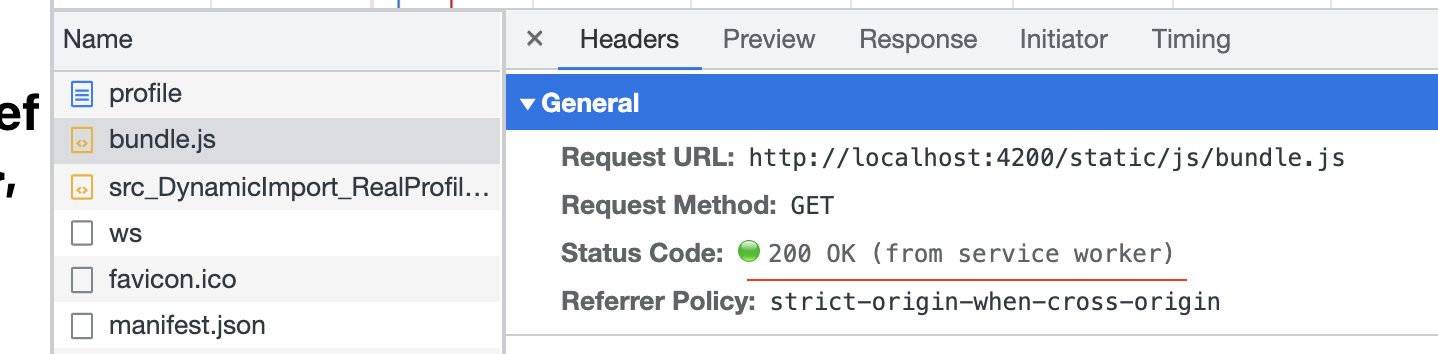 Name
× Headers Preview Response Initiator Timing
ef
,
profile
bundle.js
src_DynamicImport_RealProfil...
ws
favicon.ico
manifest.json
▼ General
Request URL: http://localhost:4200/static/js/bundle.js
Request Method: GET
Status Code: 200 OK (from service worker)
Referrer Policy: strict-origin-when-cross-origin